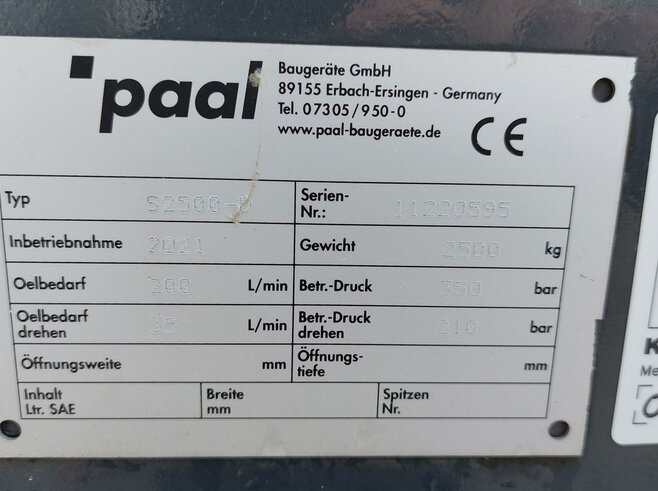 paal
Baugeräte GmbH
89155 Erbach-Ersingen - Germany
Tel. 07305/950-0
www.paal-baugeraete.de
CE
Typ
Serien-Nr.: 11220595
Inbetriebnahme 2021
Gewicht 2500 kg
Oelbedarf 200 L/min
Betr.-Druck 350 bar
Oelbedarf drehen 35 L/min
Betr.-Druck drehen 210 bar
Öffnungsweite mm
Öffnungs-tiefe mm
Inhalt Ltr. SAE
Breite mm
Spitzen Nr.